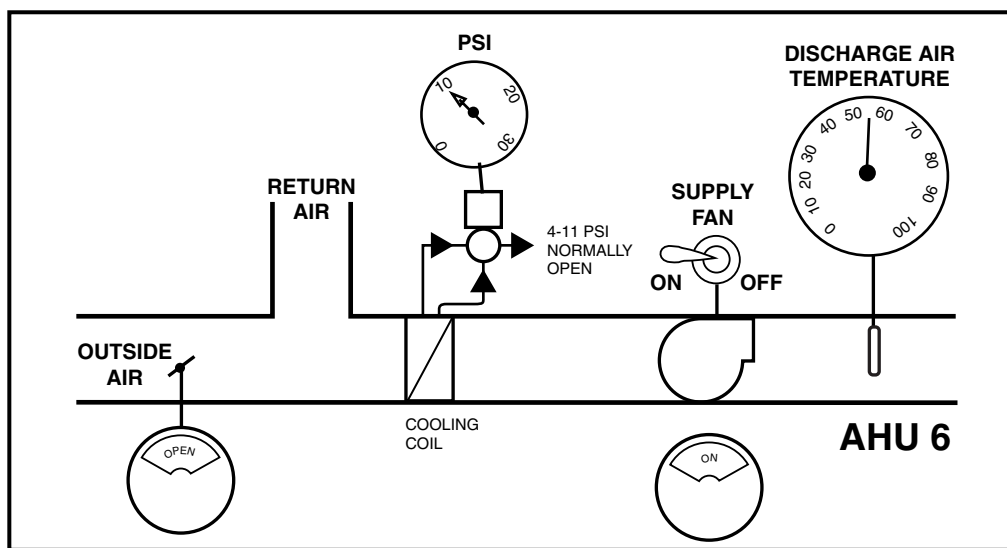 PSI
0
10
20
30
DISCHARGE AIR
TEMPERATURE
0
10
20
30
40
50
60
70
80
90
100
RETURN
AIR
4-11 PSI
NORMALLY
OPEN
SUPPLY
FAN
ON
OFF
OUTSIDE
AIR
OPEN
COOLING
COIL
ON
AHU 6